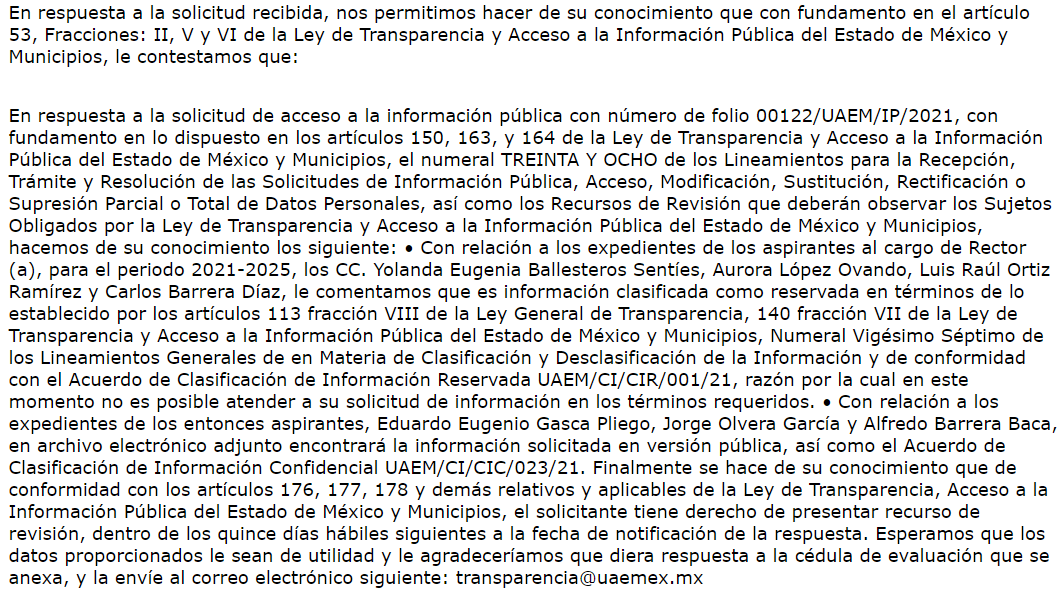 En respuesta a la solicitud recibida, nos permitimos hacer de su conocimiento que con fundamento en el artículo
53, Fracciones: II, V y VI de la Ley de Transparencia y Acceso a la Información Pública del Estado de México y
Municipios, le contestamos que:
En respuesta a la solicitud de acceso a la información pública con número de folio 00122/UAEM/IP/2021, con
fundamento en lo dispuesto en los artículos 150, 163, y 164 de la Ley de Transparencia y Acceso a la Información
Pública del Estado de México y Municipios, el numeral TREINTA Y OCHO de los Lineamientos para la Recepción,
Trámite y Resolución de las Solicitudes de Información Pública, Acceso, Modificación, Sustitución, Rectificación o
Supresión Parcial o Total de Datos Personales, así como los Recursos de Revisión que deberán observar los Sujetos
Obligados por la Ley de Transparencia y Acceso a la Información Pública del Estado de México y Municipios,
hacemos de su conocimiento los siguiente: • Con relación a los expedientes de los aspirantes al cargo de Rector
(a), para el periodo 2021-2025, los CC. Yolanda Eugenia Ballesteros Sentíes, Aurora López Ovando, Luis Raúl Ortiz
Ramírez y Carlos Barrera Díaz, le comentamos que es información clasificada como reservada en términos de lo
establecido por los artículos 113 fracción VIII de la Ley General de Transparencia, 140 fracción VII de la Ley de
Transparencia y Acceso a la Información Pública del Estado de México y Municipios, Numeral Vigésimo Séptimo de
los Lineamientos Generales de en Materia de Clasificación y Desclasificación de la Información y de conformidad
con el Acuerdo de Clasificación de Información Reservada UAEM/CI/CIR/001/21, razón por la cual en este
momento no es posible atender a su solicitud de información en los términos requeridos. • Con relación a los
expedientes de los entonces aspirantes, Eduardo Eugenio Gasca Pliego, Jorge Olvera García y Alfredo Barrera Baca,
en archivo electrónico adjunto encontrará la información solicitada en versión pública, así como el Acuerdo de
Clasificación de Información Confidencial UAEM/CI/CIC/023/21. Finalmente se hace de su conocimiento que de
conformidad con los artículos 176, 177, 178 y demás relativos y aplicables de la Ley de Transparencia, Acceso a la
Información Pública del Estado de México y Municipios, el solicitante tiene derecho de presentar recurso de
revisión, dentro de los quince días hábiles siguientes a la fecha de notificación de la respuesta. Esperamos que los
datos proporcionados le sean de utilidad y le agradeceríamos que diera respuesta a la cédula de evaluación que se
anexa, y la envíe al correo electrónico siguiente: transparencia@uaemex.mx